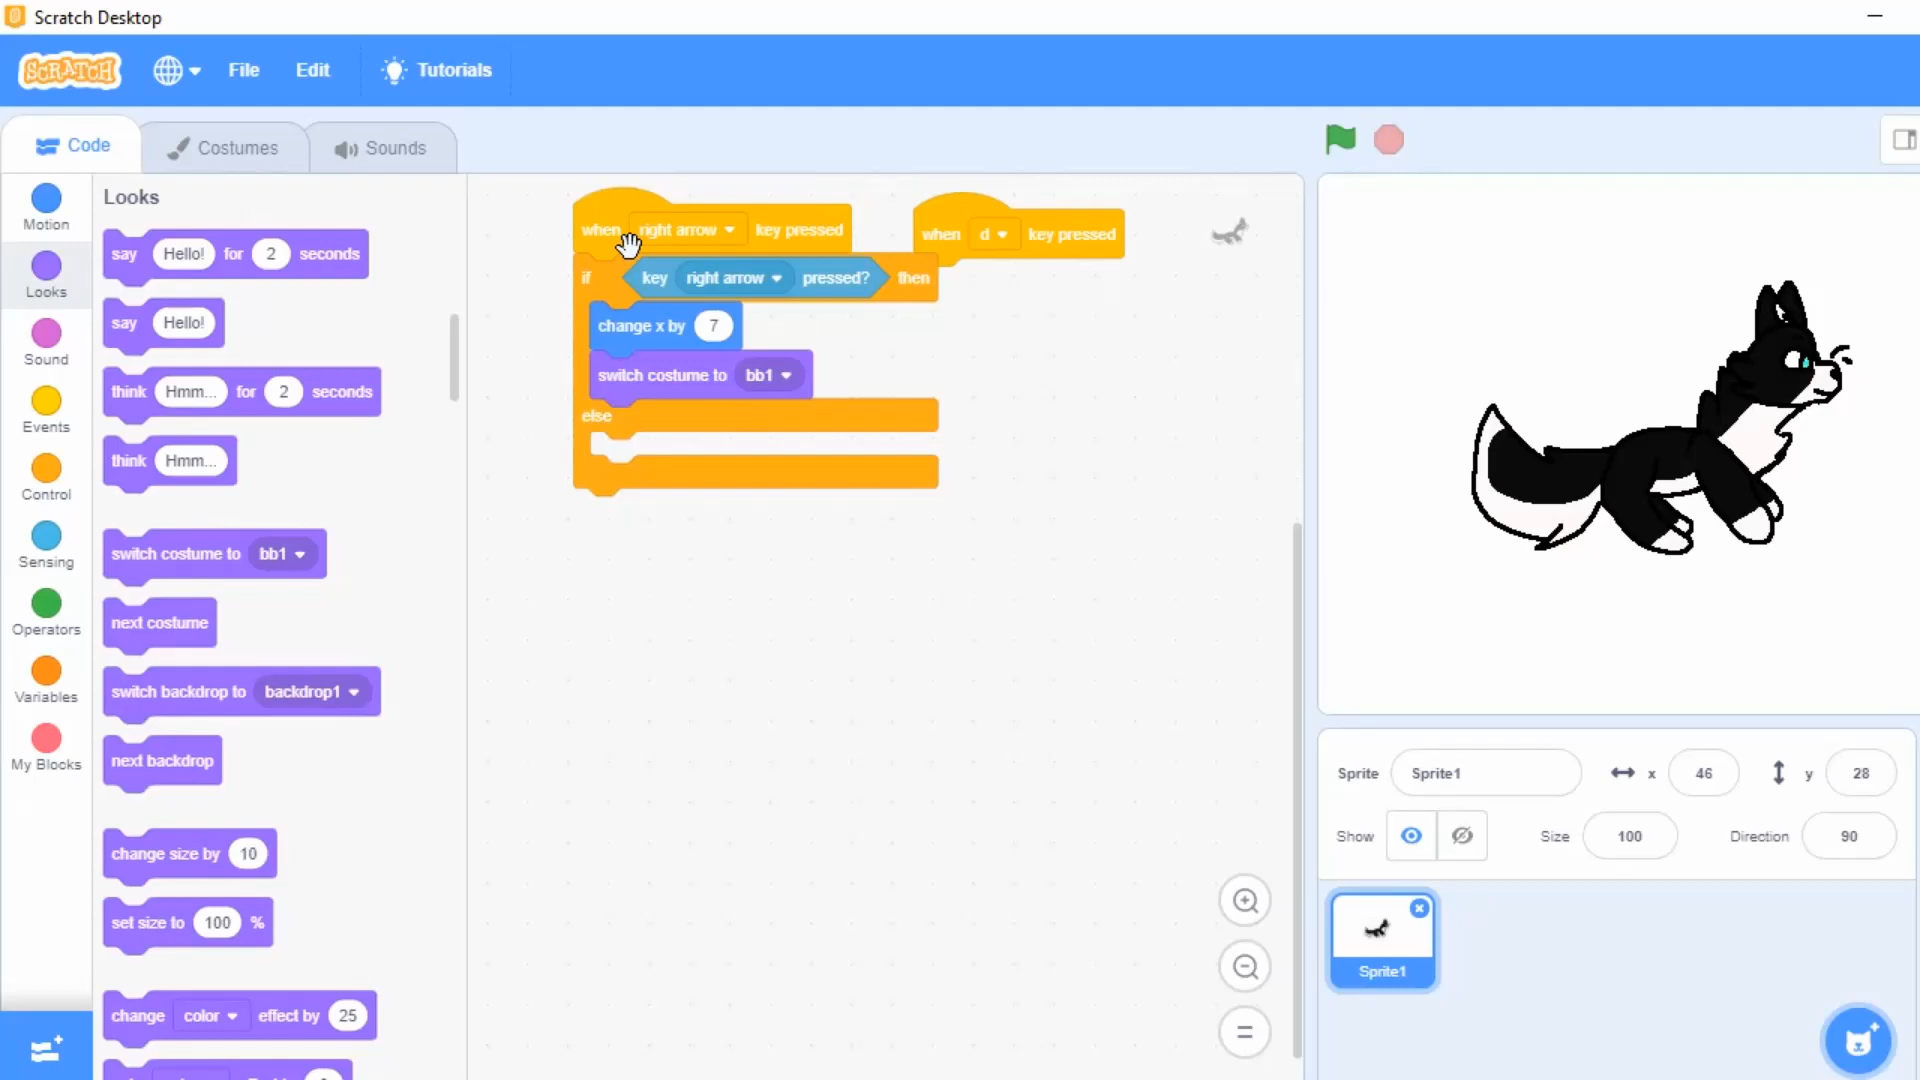 Scratch Desktop
SCRATCH
File
Edit
Tutorials
Code
Costumes
Sounds
Motion
Looks
Sound
Events
Control
Sensing
Operators
Variables
My Blocks
Looks
say Hello! for 2 seconds
say Hello!
think Hmm... for 2 seconds
think Hmm...
switch costume to bb1
next costume
switch backdrop to backdrop1
next backdrop
change size by 10
set size to 100 %
change color effect by 25
when right arrow key pressed
if key right arrow pressed? then
change x by 7
switch costume to bb1
else
when d key pressed
Sprite Sprite1 x 46 y 28
Show Size 100 Direction 90
Sprite1